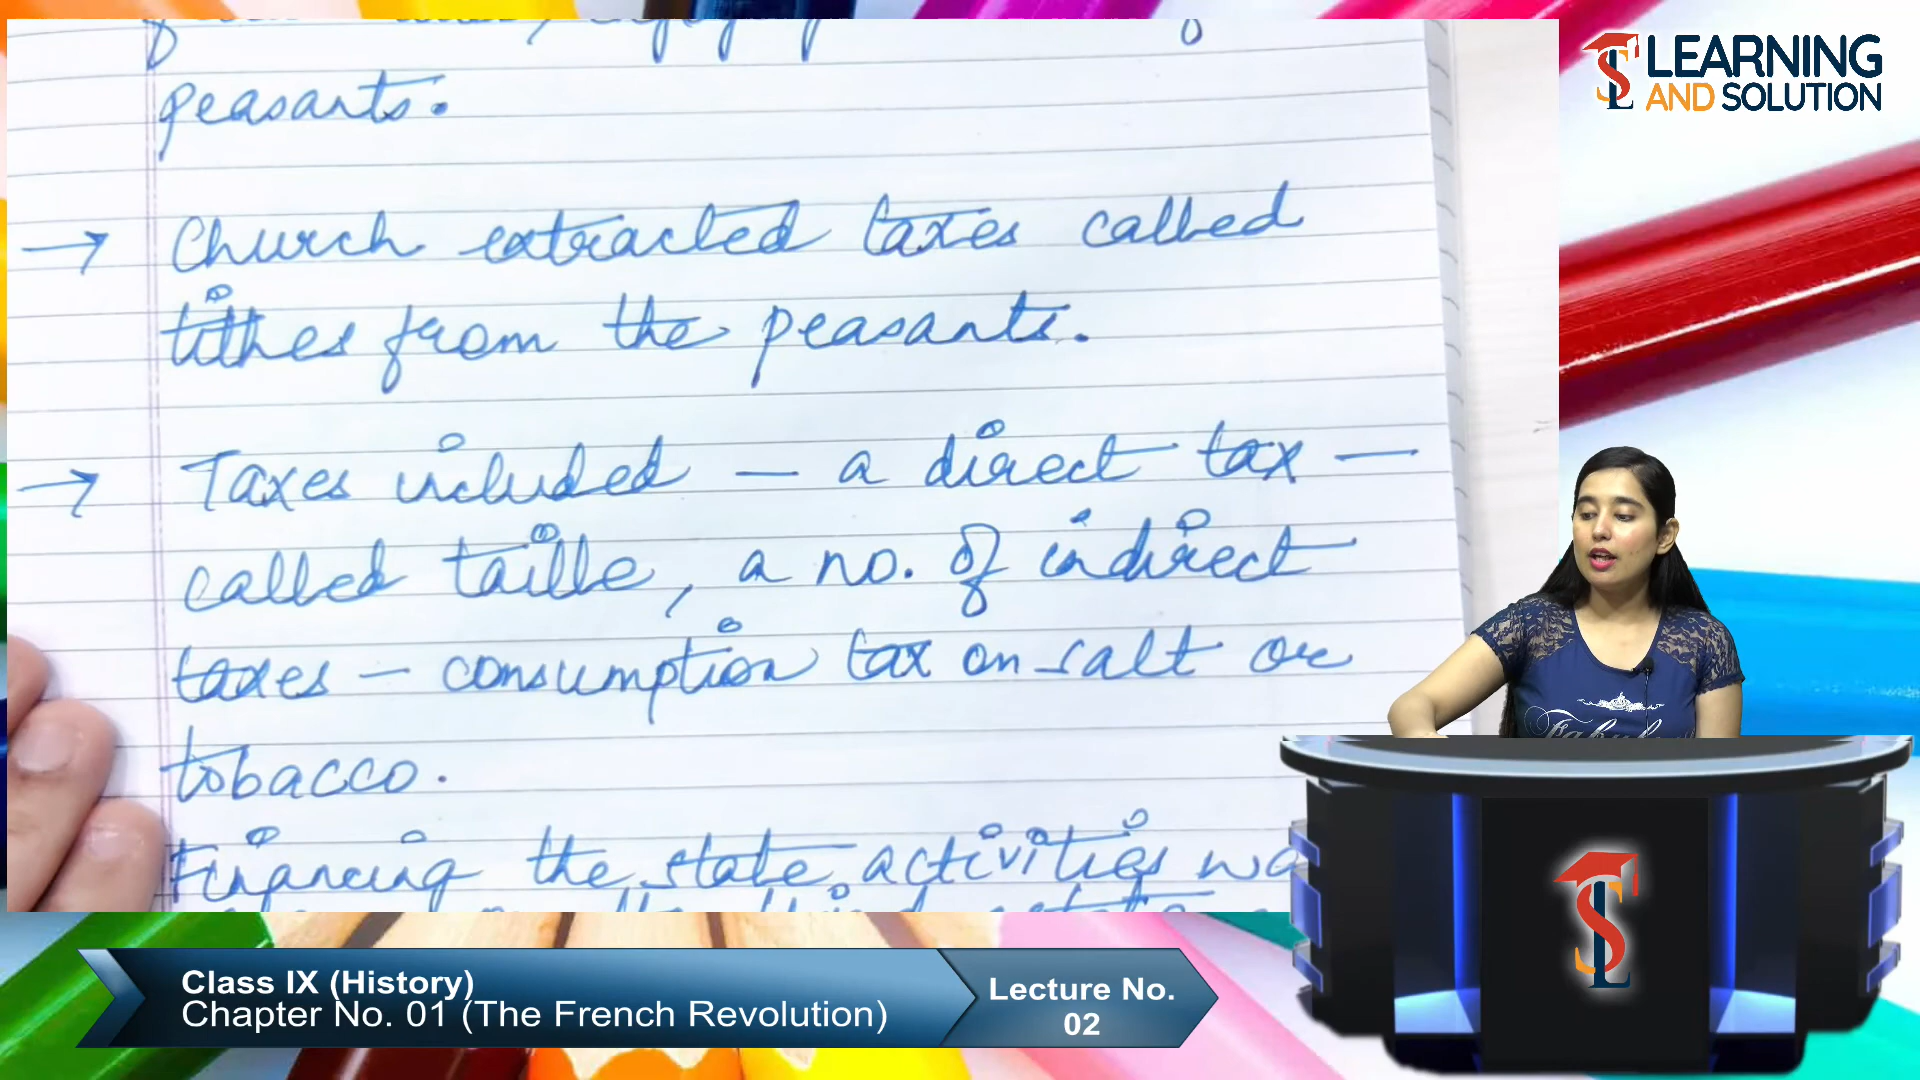 peasants.
→ Church extracted taxes called
tithes from the peasants.
→ Taxes included — a direct tax —
called taille, a no. of indirect
taxes — consumption tax on salt or
tobacco.
Financing the state activities
LEARNING
AND SOLUTION
Class IX (History)
Chapter No. 01 (The French Revolution)
Lecture No.
02